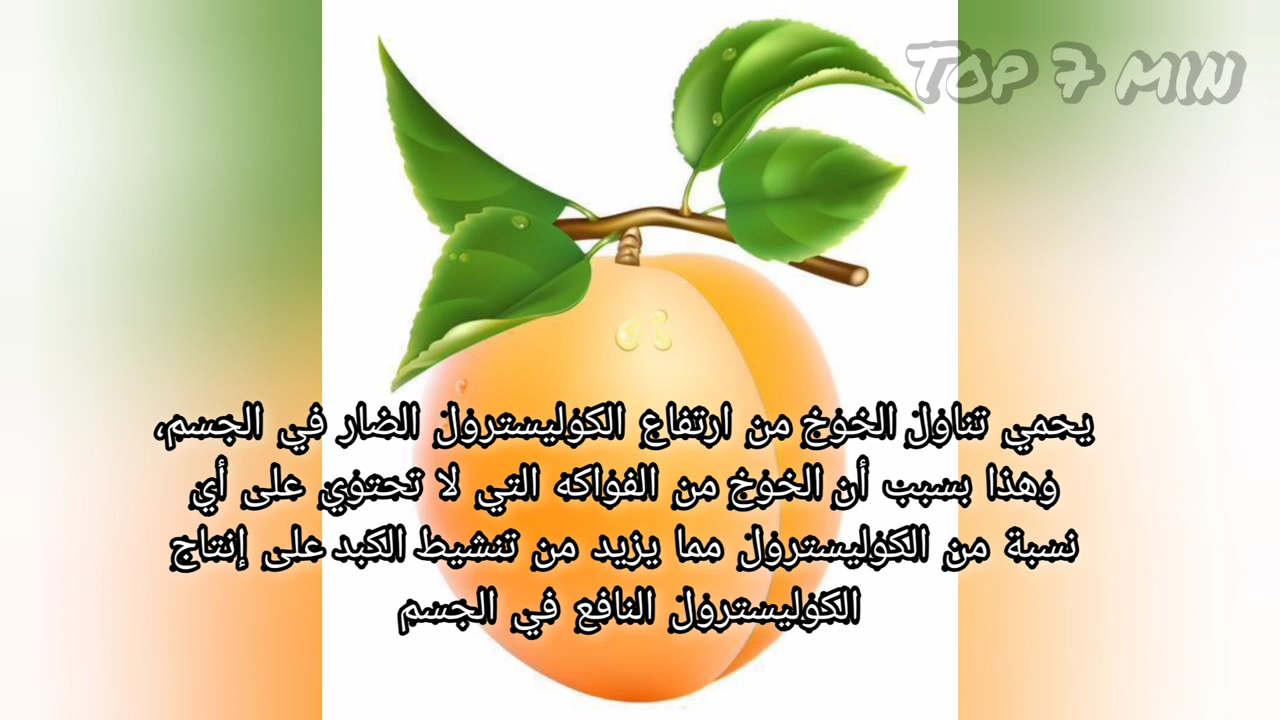 TOP 7 MIN
يحمي تناول الخوخ من ارتفاع الكوليسترول الضار في الجسم،
وهذا بسبب أن الخوخ من الفواكه التي لا تحتوي على أي
نسبة من الكوليسترول مما يزيد من تنشيط الكبد على إنتاج
الكوليسترول النافع في الجسم